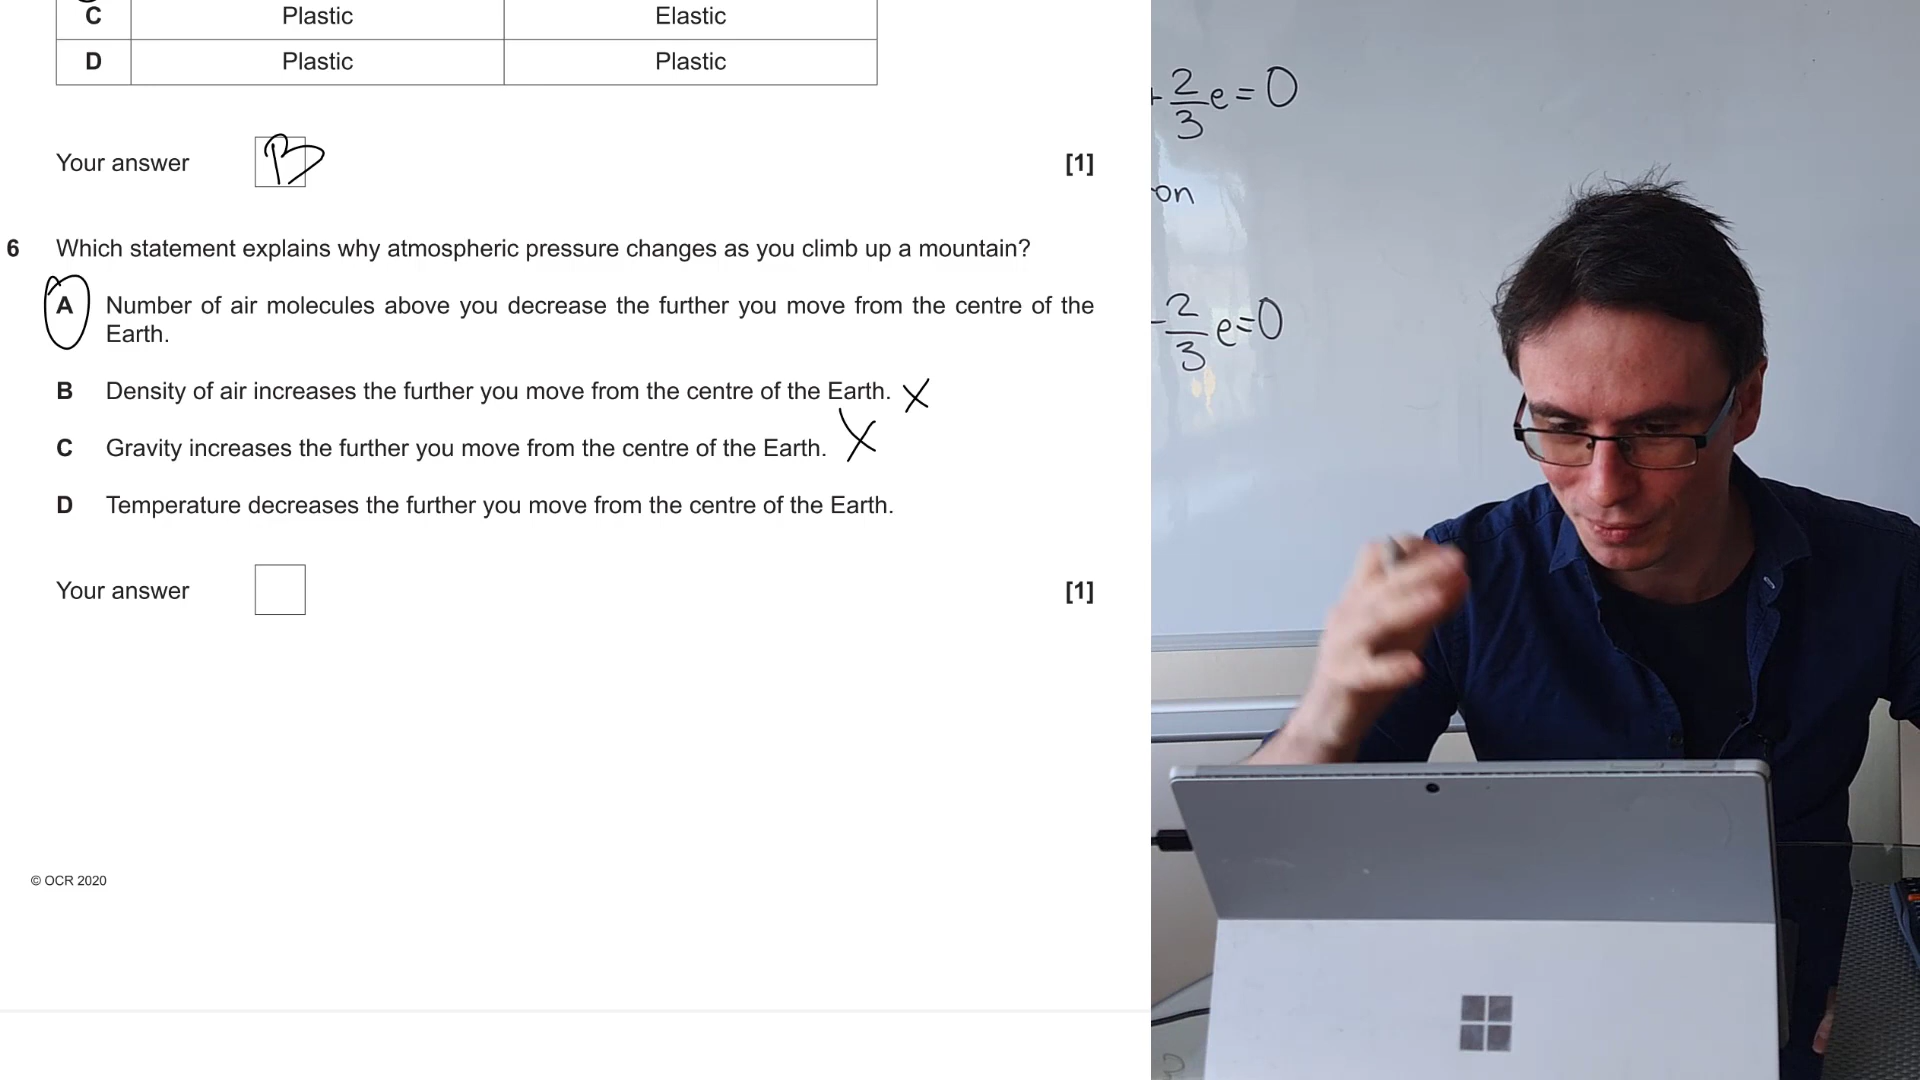 C Plastic Elastic
D Plastic Plastic
Your answer B [1]
6 Which statement explains why atmospheric pressure changes as you climb up a mountain?
A Number of air molecules above you decrease the further you move from the centre of the
Earth.
B Density of air increases the further you move from the centre of the Earth. X
C Gravity increases the further you move from the centre of the Earth. X
D Temperature decreases the further you move from the centre of the Earth.
Your answer [1]
© OCR 2020
+2/3e=0
on
-2/3e=0